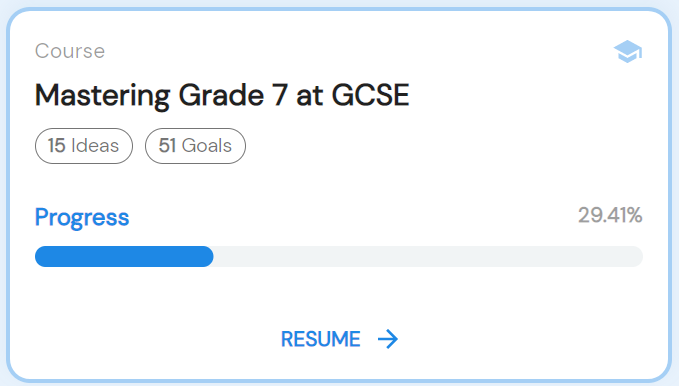 Course
Mastering Grade 7 at GCSE
15 Ideas 51 Goals
Progress 29.41%
RESUME